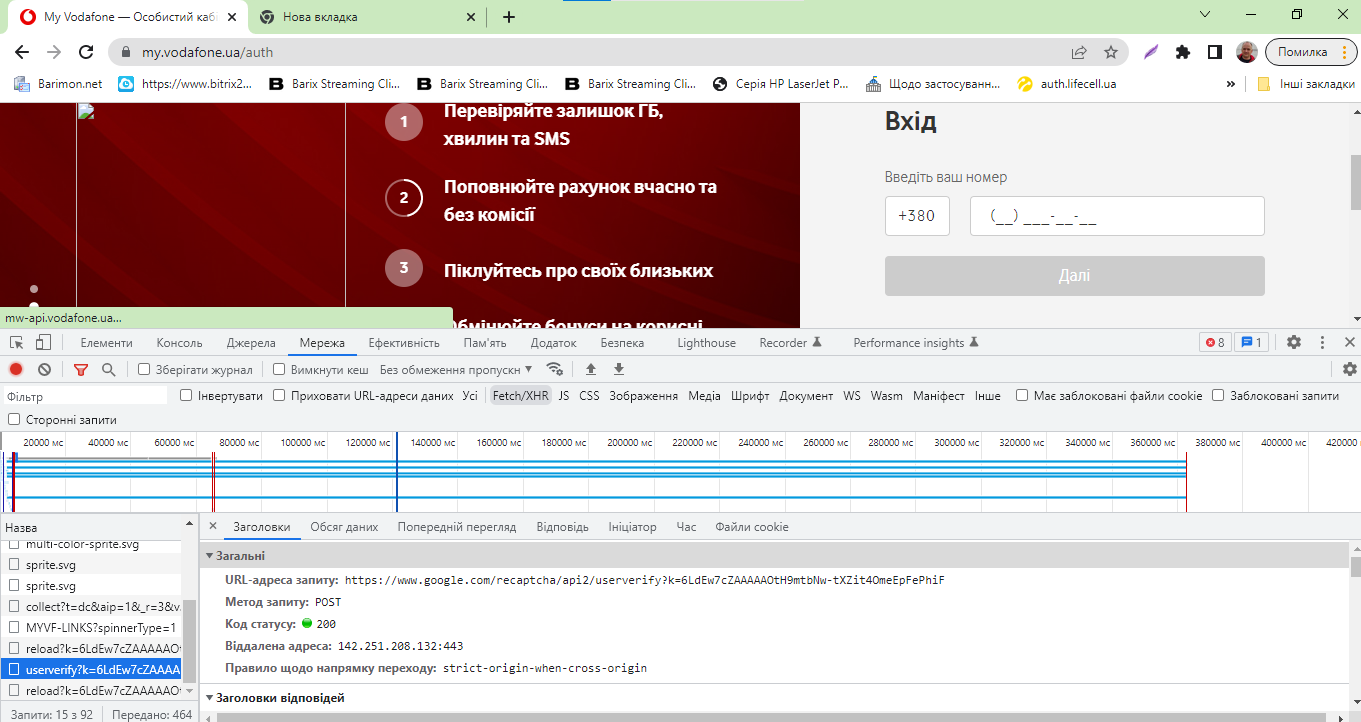 My Vodafone — Особистий каб
Нова вкладка
my.vodafone.ua/auth
Помилка
Barimon.net
https://www.bitrix2...
Barix Streaming Cli...
Barix Streaming Cli...
Barix Streaming Cli...
Серія HP LaserJet P...
Щодо застосуванн...
auth.lifecell.ua
»
Інші закладки
1
Перевіряйте залишок ГБ,
хвилин та SMS
2
Поповнюйте рахунок вчасно та
без комісії
3
Піклуйтесь про своїх близьких
Обмінюйте бонуси на корисні
Вхід
Введіть ваш номер
+380
(__) ___-__-__
Далі
mw-api.vodafone.ua...
Елементи
Консоль
Джерела
Мережа
Ефективність
Пам'ять
Додаток
Безпека
Lighthouse
Recorder
Performance insights
8
1
Зберігати журнал
Вимкнути кеш
Без обмеження пропускн
Фільтр
Інвертувати
Приховати URL-адреси даних
Усі
Fetch/XHR
JS
CSS
Зображення
Медіа
Шрифт
Документ
WS
Wasm
Маніфест
Інше
Має заблоковані файли cookie
Заблоковані запити
Сторонні запити
20000 мс
40000 мс
60000 мс
80000 мс
100000 мс
120000 мс
140000 мс
160000 мс
180000 мс
200000 мс
220000 мс
240000 мс
260000 мс
280000 мс
300000 мс
320000 мс
340000 мс
360000 мс
380000 мс
400000 мс
420000
Назва
multi-color-sprite.svg
sprite.svg
sprite.svg
collect?t=dc&aip=1&_r=3&v.
MYVF-LINKS?spinnerType=1
reload?k=6LdEw7cZAAAAAOt
userverify?k=6LdEw7cZAAAA
reload?k=6LdEw7cZAAAAAOt
Запити: 15 з 92
Передано: 464
Заголовки
Обсяг даних
Попередній перегляд
Відповідь
Ініціатор
Час
Файли cookie
Загальні
URL-адреса запиту: https://www.google.com/recaptcha/api2/userverify?k=6LdEw7cZAAAAAOtH9mtbNw-tXZit4OmeEpFePhiF
Метод запиту: POST
Код статусу: 200
Віддалена адреса: 142.251.208.132:443
Правило щодо напрямку переходу: strict-origin-when-cross-origin
Заголовки відповідей